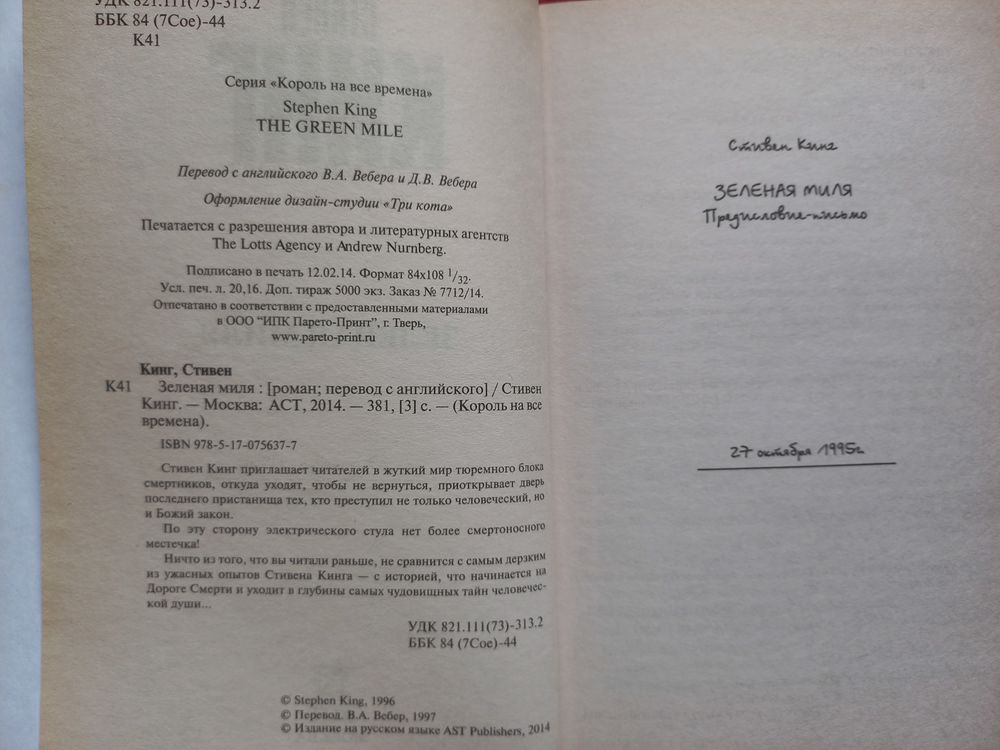 УДК 821.111(73)-313.2
ББК 84 (7Сое)-44
К41
Серия «Король на все времена»
Stephen King
THE GREEN MILE
Перевод с английского В.А. Вебера и Д.В. Вебера
Оформление дизайн-студии «Три кота»
Печатается с разрешения автора и литературных агентств
The Lotts Agency и Andrew Nurnberg.
Подписано в печать 12.02.14. Формат 84x108 1/32.
Усл. печ. л. 20,16. Доп. тираж 5000 экз. Заказ № 7712/14.
Отпечатано в соответствии с предоставленными материалами
в ООО "ИПК Парето-Принт", г. Тверь,
www.pareto-print.ru
Кинг, Стивен
К41 Зеленая миля : [роман; перевод с английского] / Стивен
Кинг. — Москва: АСТ, 2014. — 381, [3] с. — (Король на все
времена).
ISBN 978-5-17-075637-7
Стивен Кинг приглашает читателей в жуткий мир тюремного блока
смертников, откуда уходят, чтобы не вернуться, приоткрывает дверь
последнего пристанища тех, кто преступил не только человеческий, но
и Божий закон.
По эту сторону электрического стула нет более смертоносного
местечка!
Ничто из того, что вы читали раньше, не сравнится с самым дерзким
из ужасных опытов Стивена Кинга — с историей, что начинается на
Дороге Смерти и уходит в глубины самых чудовищных тайн человечес-
кой души...
УДК 821.111(73)-313.2
ББК 84 (7Сое)-44
© Stephen King, 1996
© Перевод. В.А. Вебер, 1997
© Издание на русском языке AST Publishers, 2014
Стивен Кинг
ЗЕЛЕНАЯ МИЛЯ
Предисловие-письмо
27 октября 1995г